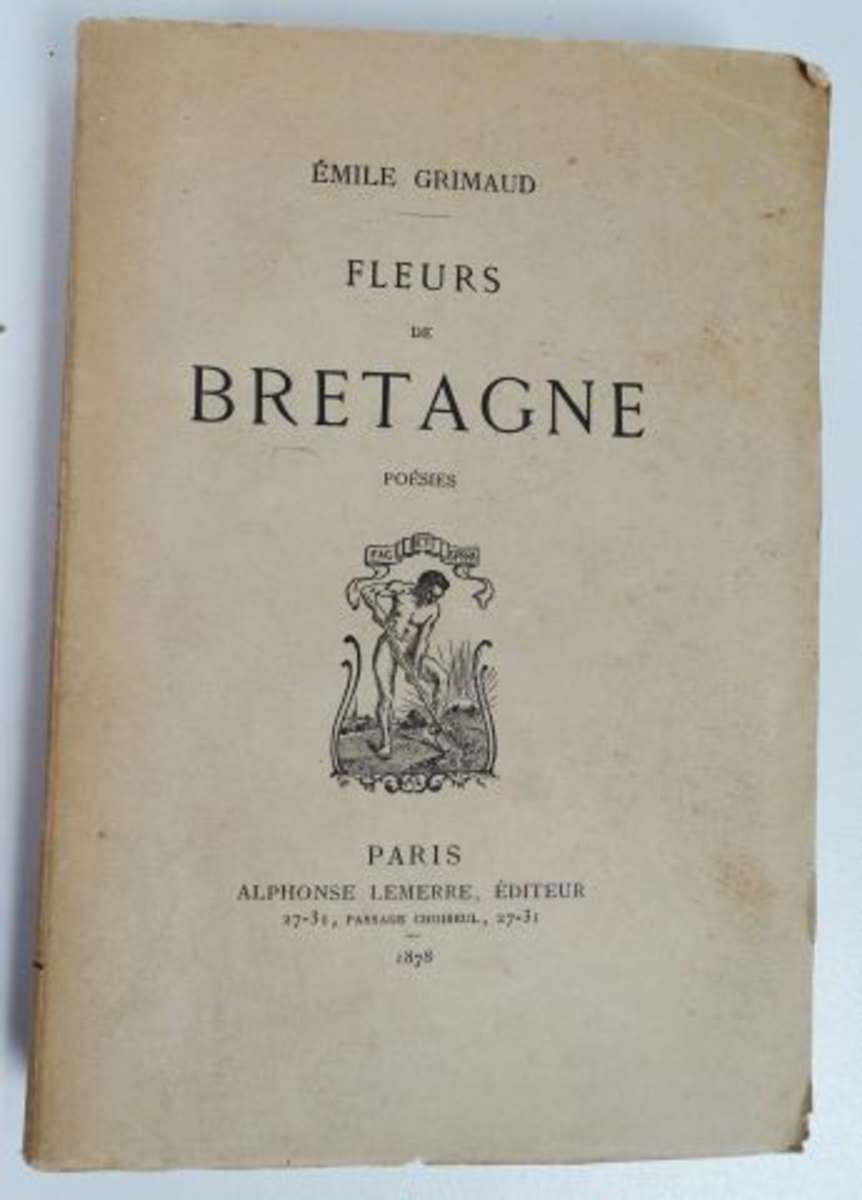 ÉMILE GRIMAUD
FLEURS
DE
BRETAGNE
POÉSIES
FAC ET SPERA
PARIS
ALPHONSE LEMERRE, ÉDITEUR
27-31, PASSAGE CHOISEUL, 27-31
1878